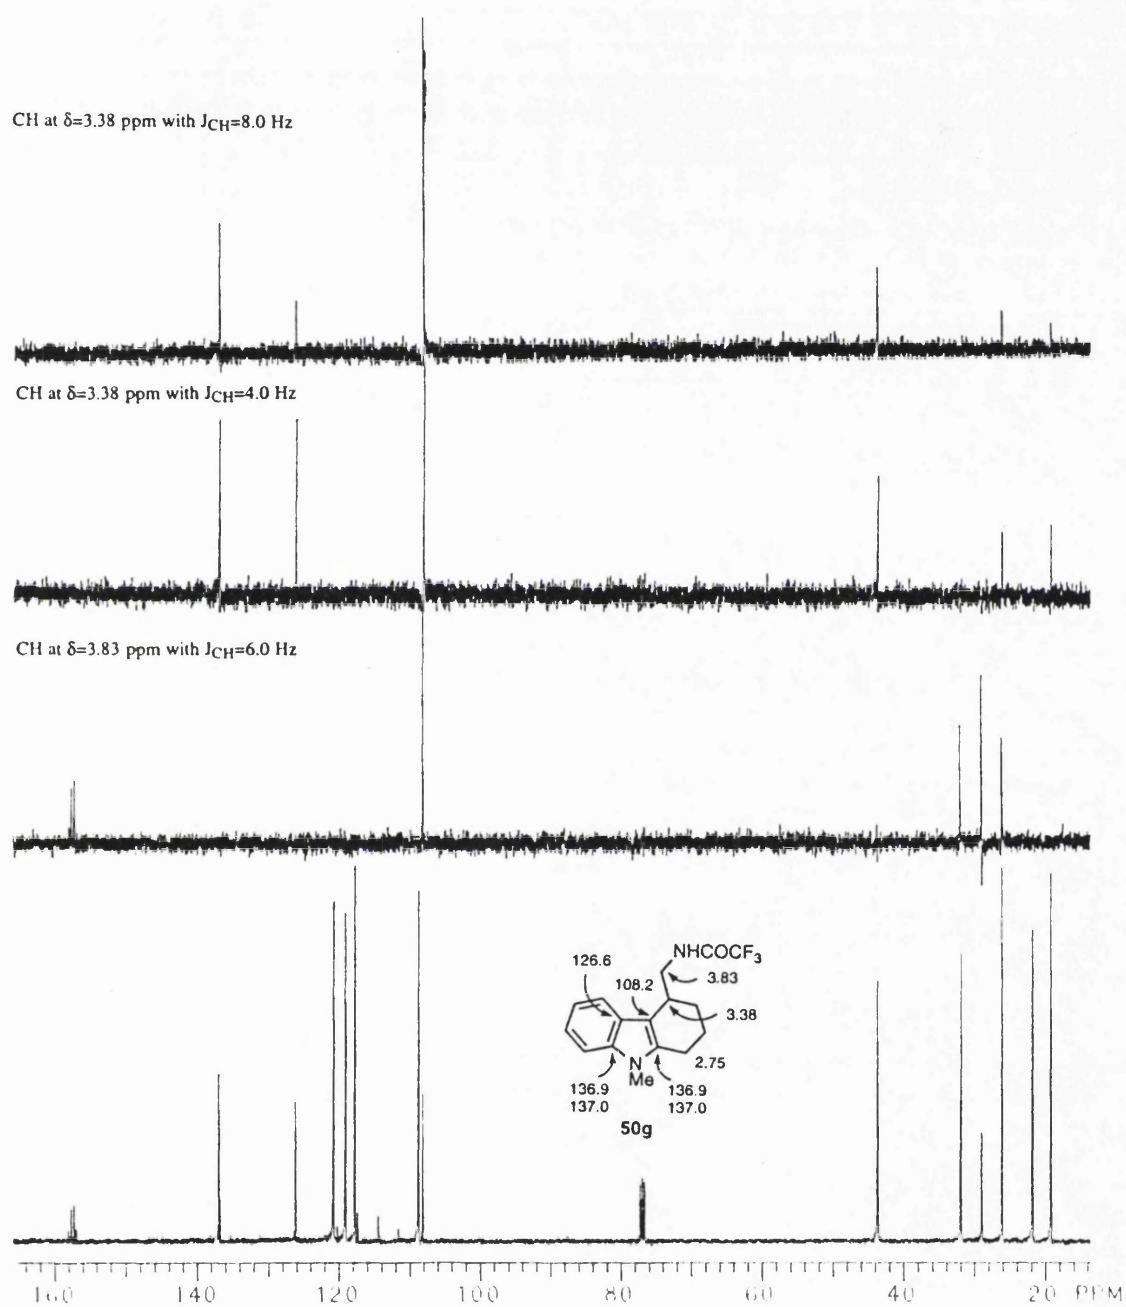 CH at δ=3.38 ppm with JCH=8.0 Hz
CH at δ=3.38 ppm with JCH=4.0 Hz
CH at δ=3.83 ppm with JCH=6.0 Hz
NHCOCF3
126.6
3.83
108.2
3.38
2.75
N
Me
136.9
137.0
136.9
137.0
50g
160 140 120 100 80 60 40 20 PPM